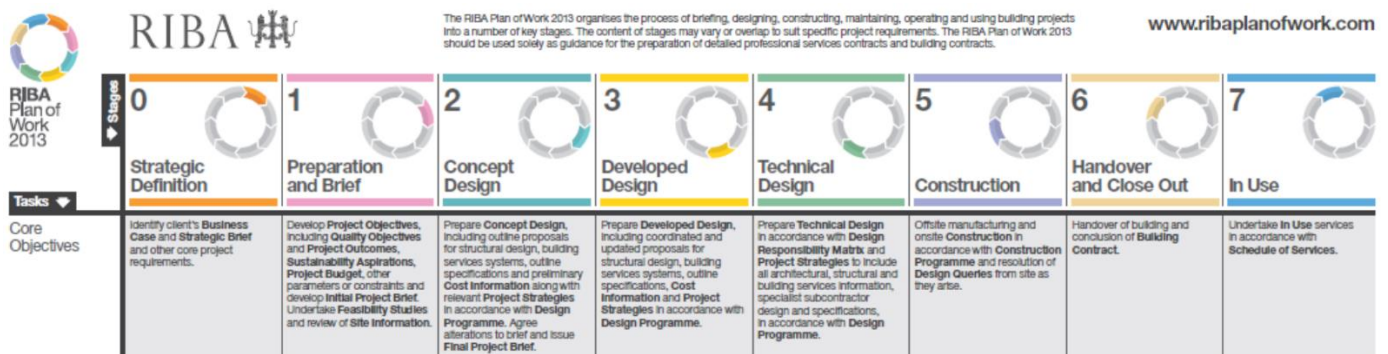 RIBA
Plan of
Work
2013
RIBA
The RIBA Plan of Work 2013 organises the process of briefing, designing, constructing, maintaining, operating and using building projects
into a number of key stages. The content of stages may vary or overlap to suit specific project requirements. The RIBA Plan of Work 2013
should be used solely as guidance for the preparation of detailed professional services contracts and building contracts.
www.ribaplanofwork.com
Stages
0
Strategic
Definition
1
Preparation
and Brief
2
Concept
Design
3
Developed
Design
4
Technical
Design
5
Construction
6
Handover
and Close Out
7
In Use
Tasks
Core
Objectives
Identify client's Business
Case and Strategic Brief
and other core project
requirements.
Develop Project Objectives,
including Quality Objectives
and Project Outcomes,
Sustainability Aspirations,
Project Budget, other
parameters or constraints and
develop Initial Project Brief.
Undertake Feasibility Studies
and review of Site Information.
Prepare Concept Design,
including outline proposals
for structural design, building
services systems, outline
specifications and preliminary
Cost Information along with
relevant Project Strategies
in accordance with Design
Programme. Agree
alterations to brief and issue
Final Project Brief.
Prepare Developed Design,
including coordinated and
updated proposals for
structural design, building
services systems, outline
specifications, Cost
Information and Project
Strategies in accordance with
Design Programme.
Prepare Technical Design
in accordance with Design
Responsibility Matrix and
Project Strategies to include
all architectural, structural and
building services information,
specialist subcontractor
design and specifications,
in accordance with Design
Programme.
Offsite manufacturing and
onsite Construction in
accordance with Construction
Programme and resolution of
Design Queries from site as
they arise.
Handover of building and
conclusion of Building
Contract.
Undertake In Use services
in accordance with
Schedule of Services.